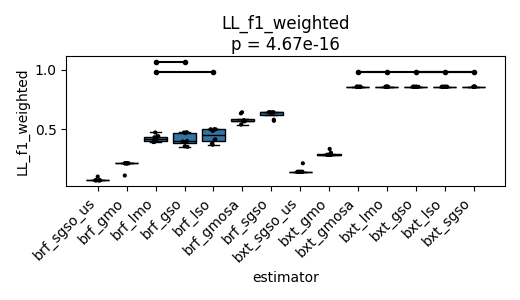 LL_f1_weighted
p = 4.67e-16
LL_f1_weighted
1.0
0.5
brf_sgso_us
brf_gmo
brf_lmo
brf_gso
brf_lso
brf_gmosa
brf_sgso
bxt_sgso_us
bxt_gmo
bxt_gmosa
bxt_lmo
bxt_gso
bxt_lso
bxt_sgso
estimator